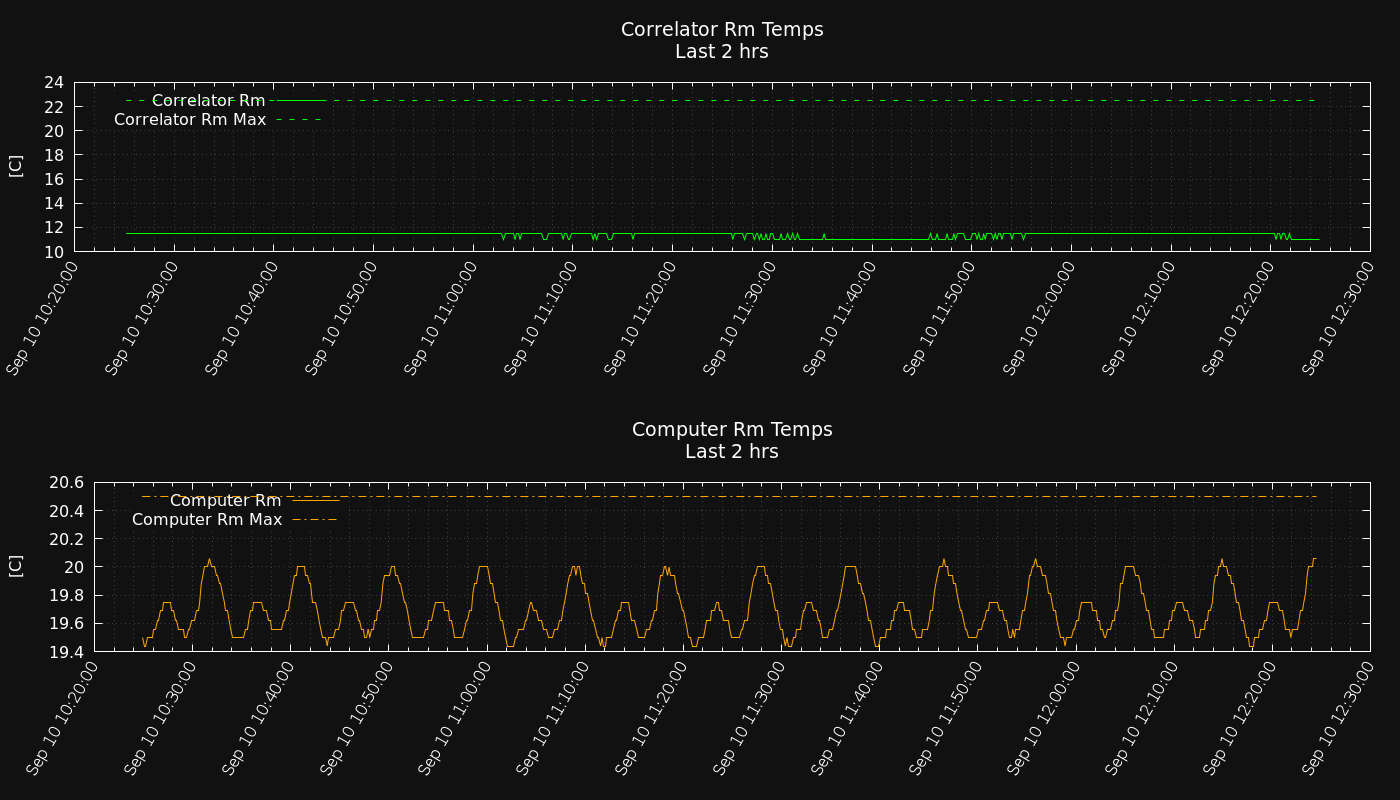 Correlator Rm Temps
Last 2 hrs
24
22
20
18
16
14
12
10
[C]
Correlator Rm
Correlator Rm Max
Sep 10 10:20:00
Sep 10 10:30:00
Sep 10 10:40:00
Sep 10 10:50:00
Sep 10 11:00:00
Sep 10 11:10:00
Sep 10 11:20:00
Sep 10 11:30:00
Sep 10 11:40:00
Sep 10 11:50:00
Sep 10 12:00:00
Sep 10 12:10:00
Sep 10 12:20:00
Sep 10 12:30:00
Computer Rm Temps
Last 2 hrs
20.6
20.4
20.2
20
19.8
19.6
19.4
[C]
Computer Rm
Computer Rm Max
Sep 10 10:20:00
Sep 10 10:30:00
Sep 10 10:40:00
Sep 10 10:50:00
Sep 10 11:00:00
Sep 10 11:10:00
Sep 10 11:20:00
Sep 10 11:30:00
Sep 10 11:40:00
Sep 10 11:50:00
Sep 10 12:00:00
Sep 10 12:10:00
Sep 10 12:20:00
Sep 10 12:30:00